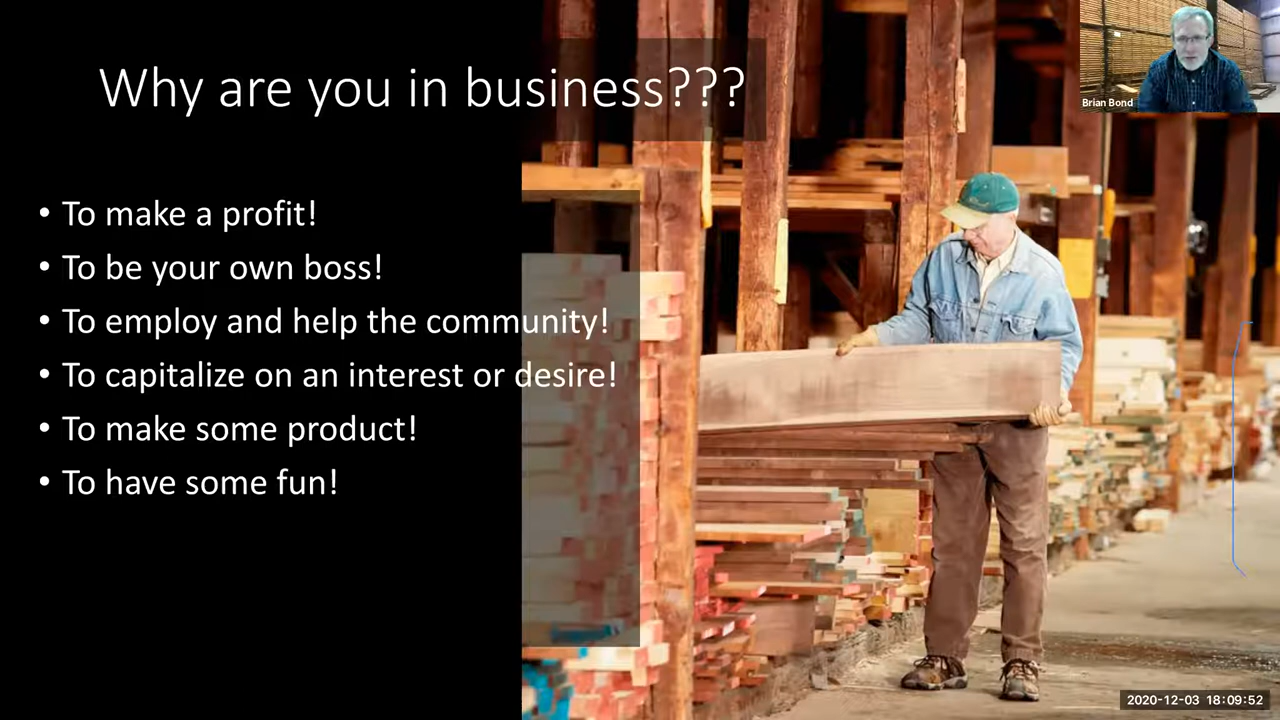 Why are you in business???
Brian Bond
• To make a profit!
• To be your own boss!
• To employ and help the community!
• To capitalize on an interest or desire!
• To make some product!
• To have some fun!
2020-12-03 18:09:52